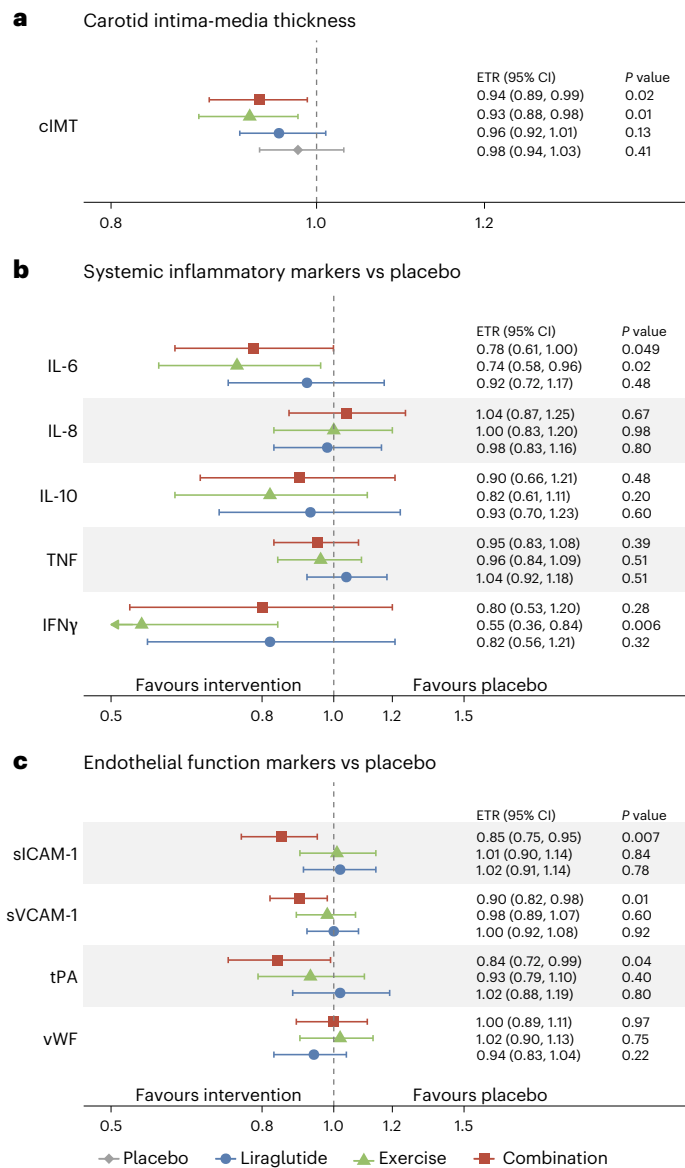 a Carotid intima-media thickness
ETR (95% CI) P value
0.94 (0.89, 0.99) 0.02
0.93 (0.88, 0.98) 0.01
cIMT
0.96 (0.92, 1.01) 0.13
0.98 (0.94, 1.03) 0.41
0.8 1.0 1.2
b Systemic inflammatory markers vs placebo
ETR (95% CI) P value
0.78 (0.61, 1.00) 0.049
IL-6 0.74 (0.58, 0.96) 0.02
0.92 (0.72, 1.17) 0.48
1.04 (0.87, 1.25) 0.67
IL-8 1.00 (0.83, 1.20) 0.98
0.98 (0.83, 1.16) 0.80
0.90 (0.66, 1.21) 0.48
IL-10 0.82 (0.61, 1.11) 0.20
0.93 (0.70, 1.23) 0.60
0.95 (0.83, 1.08) 0.39
TNF 0.96 (0.84, 1.09) 0.51
1.04 (0.92, 1.18) 0.51
0.80 (0.53, 1.20) 0.28
IFNγ 0.55 (0.36, 0.84) 0.006
0.82 (0.56, 1.21) 0.32
Favours intervention Favours placebo
0.5 0.8 1.0 1.2 1.5
c Endothelial function markers vs placebo
ETR (95% CI) P value
0.85 (0.75, 0.95) 0.007
sICAM-1 1.01 (0.90, 1.14) 0.84
1.02 (0.91, 1.14) 0.78
0.90 (0.82, 0.98) 0.01
sVCAM-1 0.98 (0.89, 1.07) 0.60
1.00 (0.92, 1.08) 0.92
0.84 (0.72, 0.99) 0.04
tPA 0.93 (0.79, 1.10) 0.40
1.02 (0.88, 1.19) 0.80
1.00 (0.89, 1.11) 0.97
vWF 1.02 (0.90, 1.13) 0.75
0.94 (0.83, 1.04) 0.22
Favours intervention Favours placebo
0.5 0.8 1.0 1.2 1.5
Placebo Liraglutide Exercise Combination